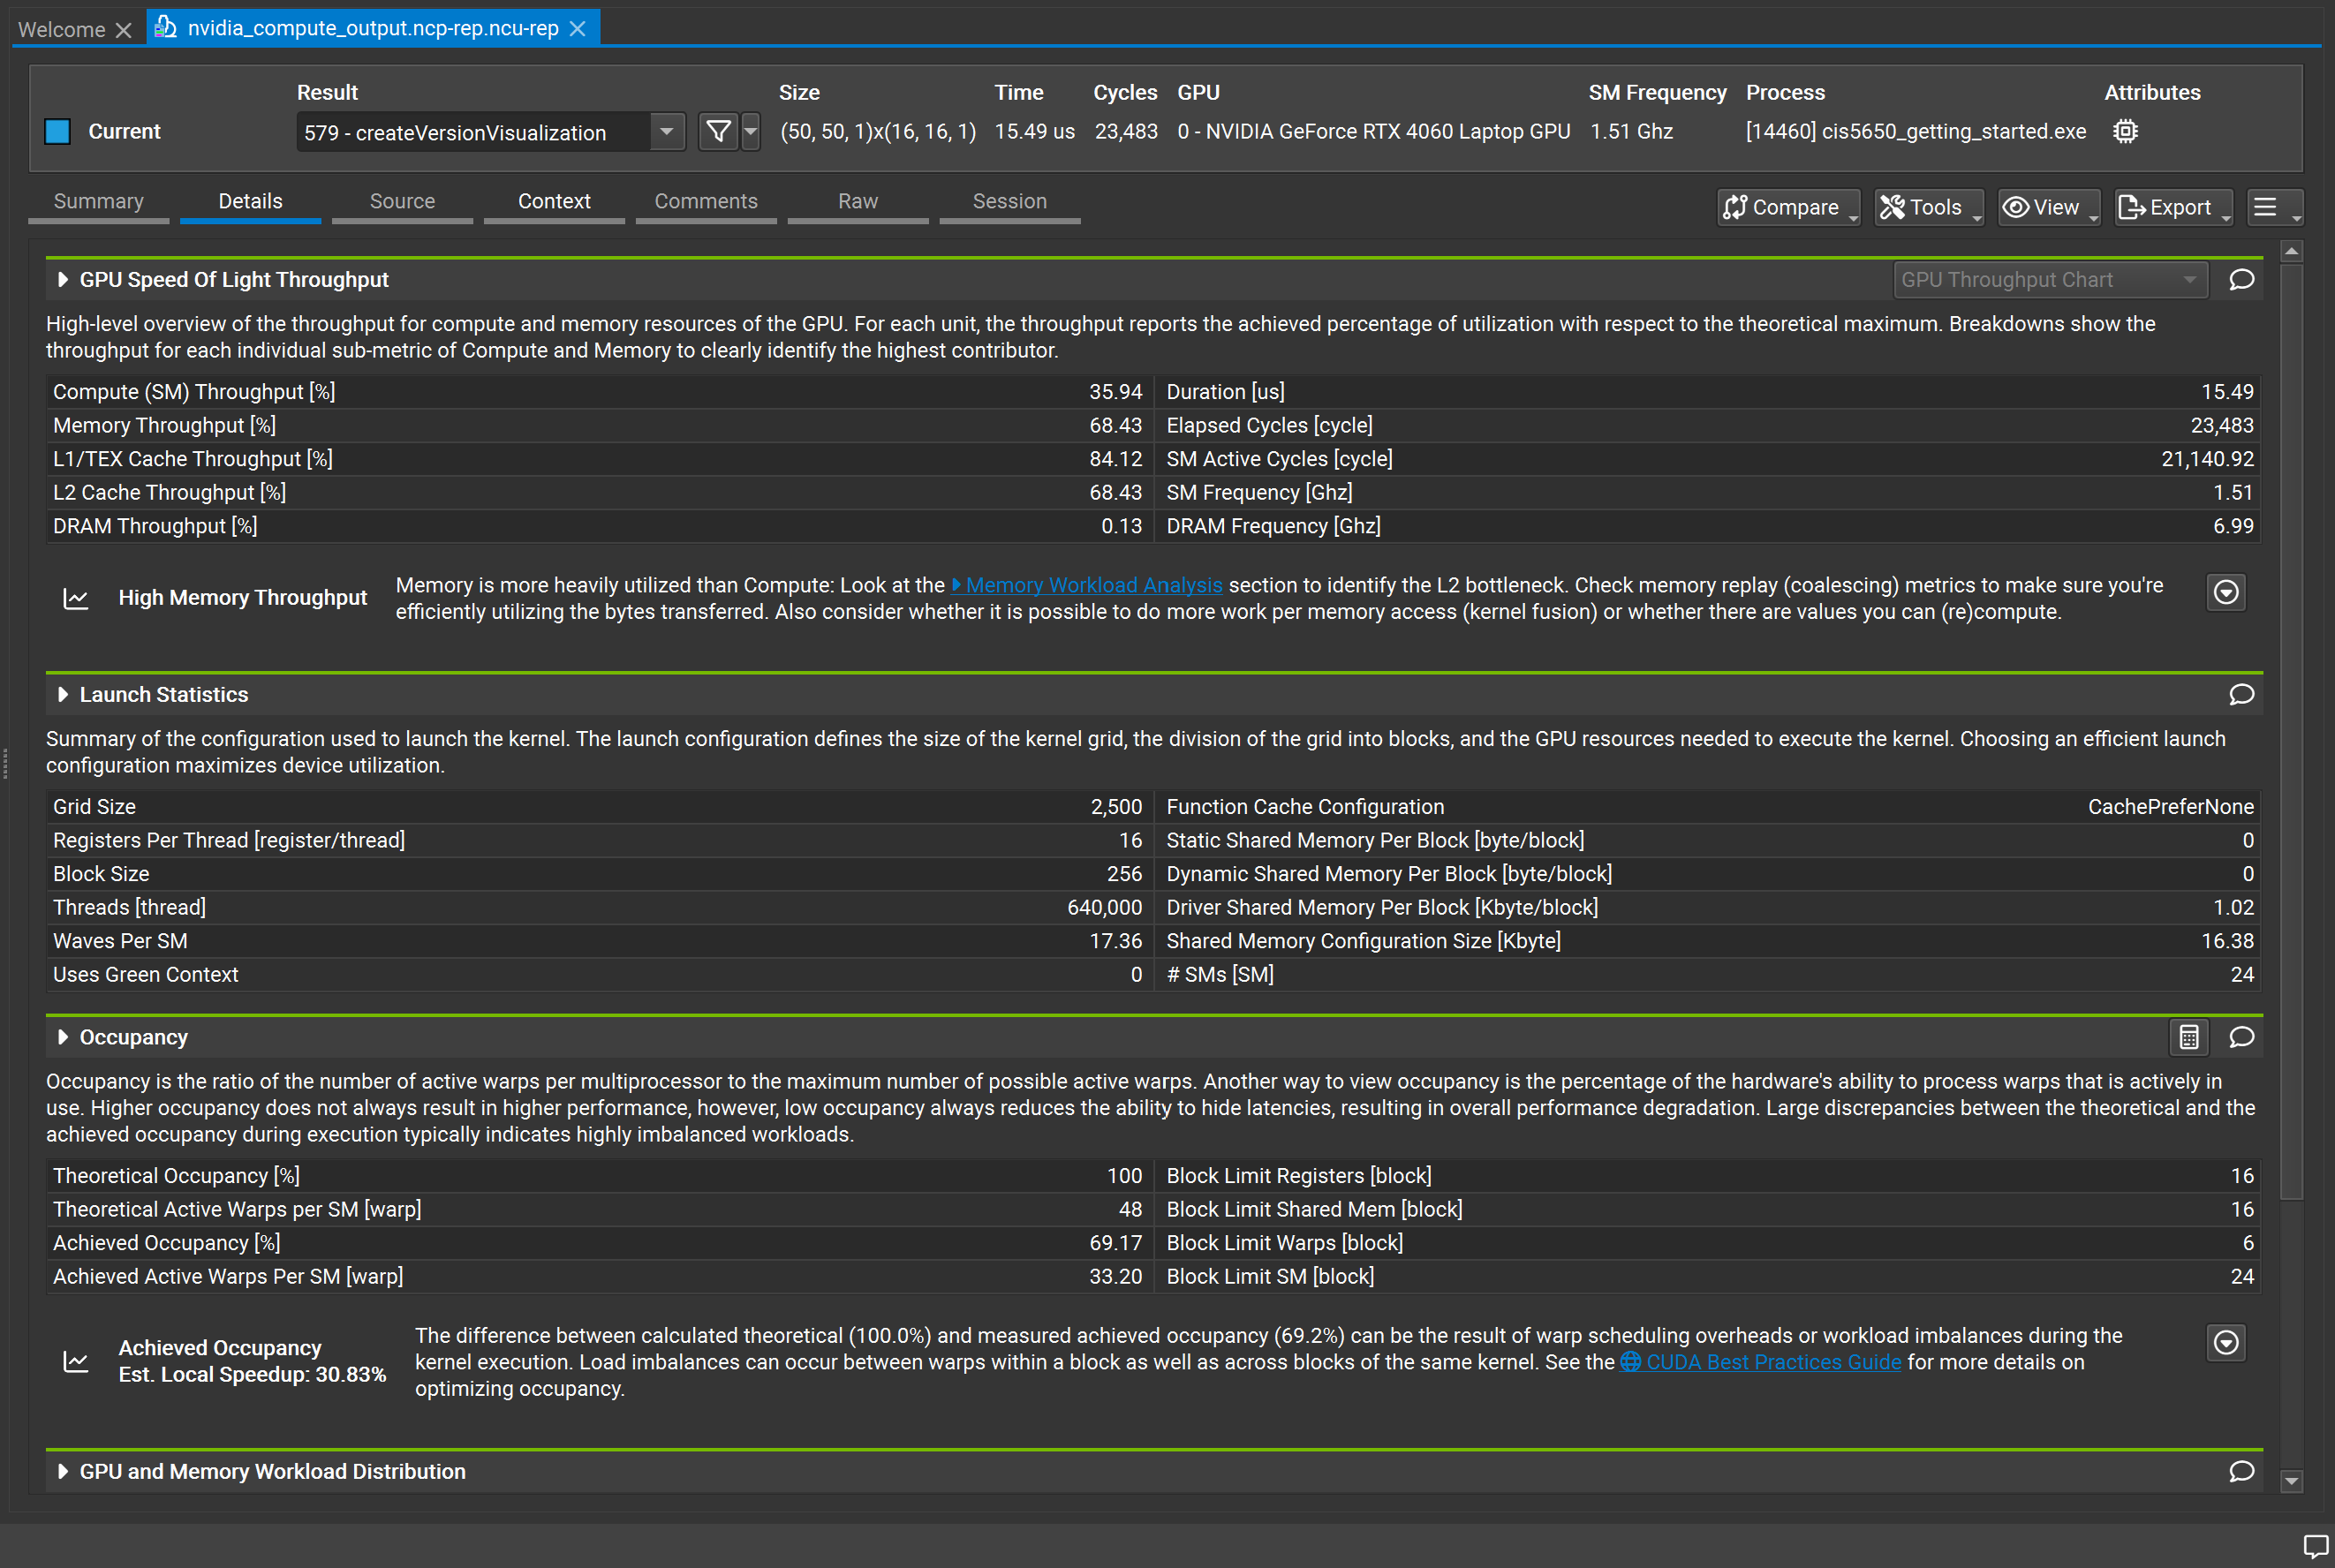 Welcome
nvidia_compute_output.ncp-rep.ncu-rep
Result Size Time Cycles GPU SM Frequency Process Attributes
Current 579 - createVersionVisualization (50, 50, 1)x(16, 16, 1) 15.49 us 23,483 0 - NVIDIA GeForce RTX 4060 Laptop GPU 1.51 Ghz [14460] cis5650_getting_started.exe
Summary Details Source Context Comments Raw Session Compare Tools View Export
GPU Speed Of Light Throughput GPU Throughput Chart
High-level overview of the throughput for compute and memory resources of the GPU. For each unit, the throughput reports the achieved percentage of utilization with respect to the theoretical maximum. Breakdowns show the
throughput for each individual sub-metric of Compute and Memory to clearly identify the highest contributor.
Compute (SM) Throughput [%] 35.94 Duration [us] 15.49
Memory Throughput [%] 68.43 Elapsed Cycles [cycle] 23,483
L1/TEX Cache Throughput [%] 84.12 SM Active Cycles [cycle] 21,140.92
L2 Cache Throughput [%] 68.43 SM Frequency [Ghz] 1.51
DRAM Throughput [%] 0.13 DRAM Frequency [Ghz] 6.99
High Memory Throughput
Memory is more heavily utilized than Compute: Look at the Memory Workload Analysis section to identify the L2 bottleneck. Check memory replay (coalescing) metrics to make sure you're
efficiently utilizing the bytes transferred. Also consider whether it is possible to do more work per memory access (kernel fusion) or whether there are values you can (re)compute.
Launch Statistics
Summary of the configuration used to launch the kernel. The launch configuration defines the size of the kernel grid, the division of the grid into blocks, and the GPU resources needed to execute the kernel. Choosing an efficient launch
configuration maximizes device utilization.
Grid Size 2,500 Function Cache Configuration CachePreferNone
Registers Per Thread [register/thread] 16 Static Shared Memory Per Block [byte/block] 0
Block Size 256 Dynamic Shared Memory Per Block [byte/block] 0
Threads [thread] 640,000 Driver Shared Memory Per Block [Kbyte/block] 1.02
Waves Per SM 17.36 Shared Memory Configuration Size [Kbyte] 16.38
Uses Green Context 0 # SMs [SM] 24
Occupancy
Occupancy is the ratio of the number of active warps per multiprocessor to the maximum number of possible active warps. Another way to view occupancy is the percentage of the hardware's ability to process warps that is actively in
use. Higher occupancy does not always result in higher performance, however, low occupancy always reduces the ability to hide latencies, resulting in overall performance degradation. Large discrepancies between the theoretical and the
achieved occupancy during execution typically indicates highly imbalanced workloads.
Theoretical Occupancy [%] 100 Block Limit Registers [block] 16
Theoretical Active Warps per SM [warp] 48 Block Limit Shared Mem [block] 16
Achieved Occupancy [%] 69.17 Block Limit Warps [block] 6
Achieved Active Warps Per SM [warp] 33.20 Block Limit SM [block] 24
Achieved Occupancy
Est. Local Speedup: 30.83%
The difference between calculated theoretical (100.0%) and measured achieved occupancy (69.2%) can be the result of warp scheduling overheads or workload imbalances during the
kernel execution. Load imbalances can occur between warps within a block as well as across blocks of the same kernel. See the CUDA Best Practices Guide for more details on
optimizing occupancy.
GPU and Memory Workload Distribution